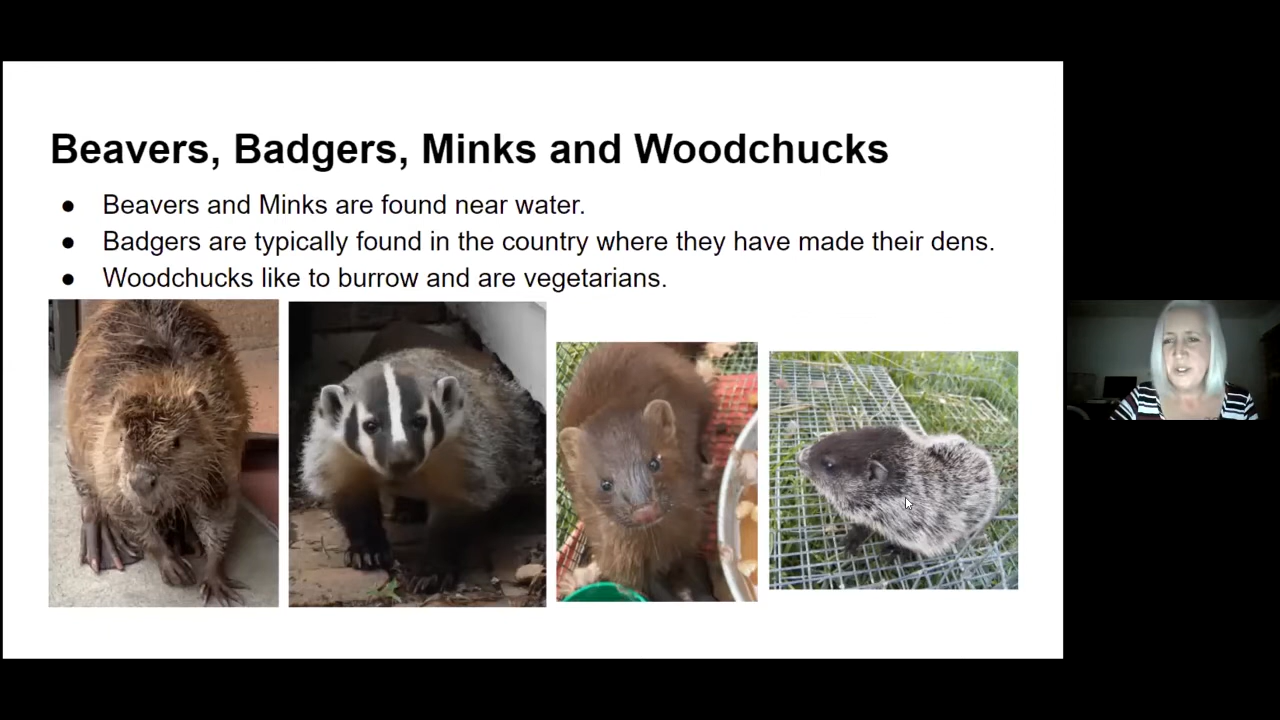 Beavers, Badgers, Minks and Woodchucks
● Beavers and Minks are found near water.
● Badgers are typically found in the country where they have made their dens.
● Woodchucks like to burrow and are vegetarians.